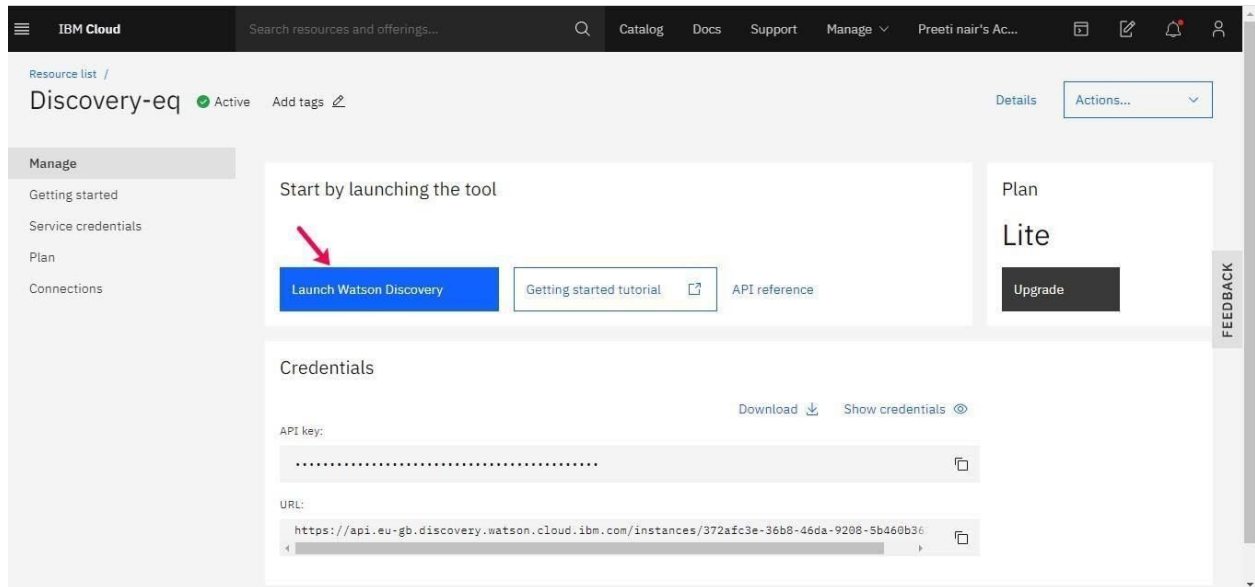 IBM Cloud
Search resources and offerings...
Catalog
Docs
Support
Manage
Preeti nair's Ac...
Resource list /
Discovery-eq
Active
Add tags
Details
Actions...
Manage
Getting started
Service credentials
Plan
Connections
Start by launching the tool
Launch Watson Discovery
Getting started tutorial
API reference
Plan
Lite
Upgrade
FEEDBACK
Credentials
Download
Show credentials
API key:
............................................
URL:
https://api.eu-gb.discovery.watson.cloud.ibm.com/instances/372afc3e-36b8-46da-9208-5b460b36